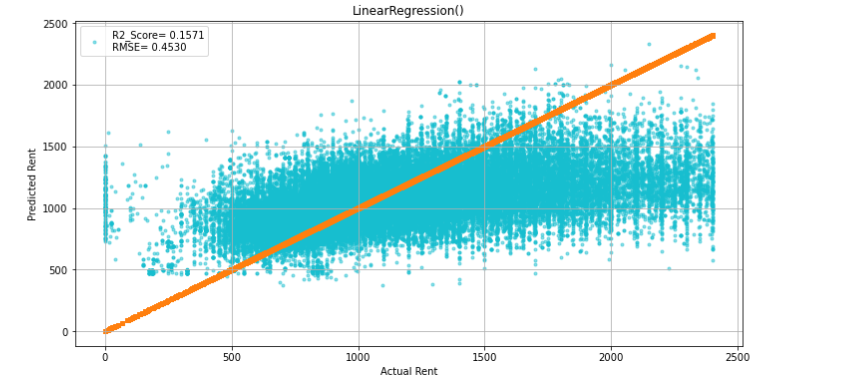 LinearRegression()
R2_Score= 0.1571
RMSE= 0.4530
2500
2000
1500
1000
500
0
Predicted Rent
0 500 1000 1500 2000 2500
Actual Rent